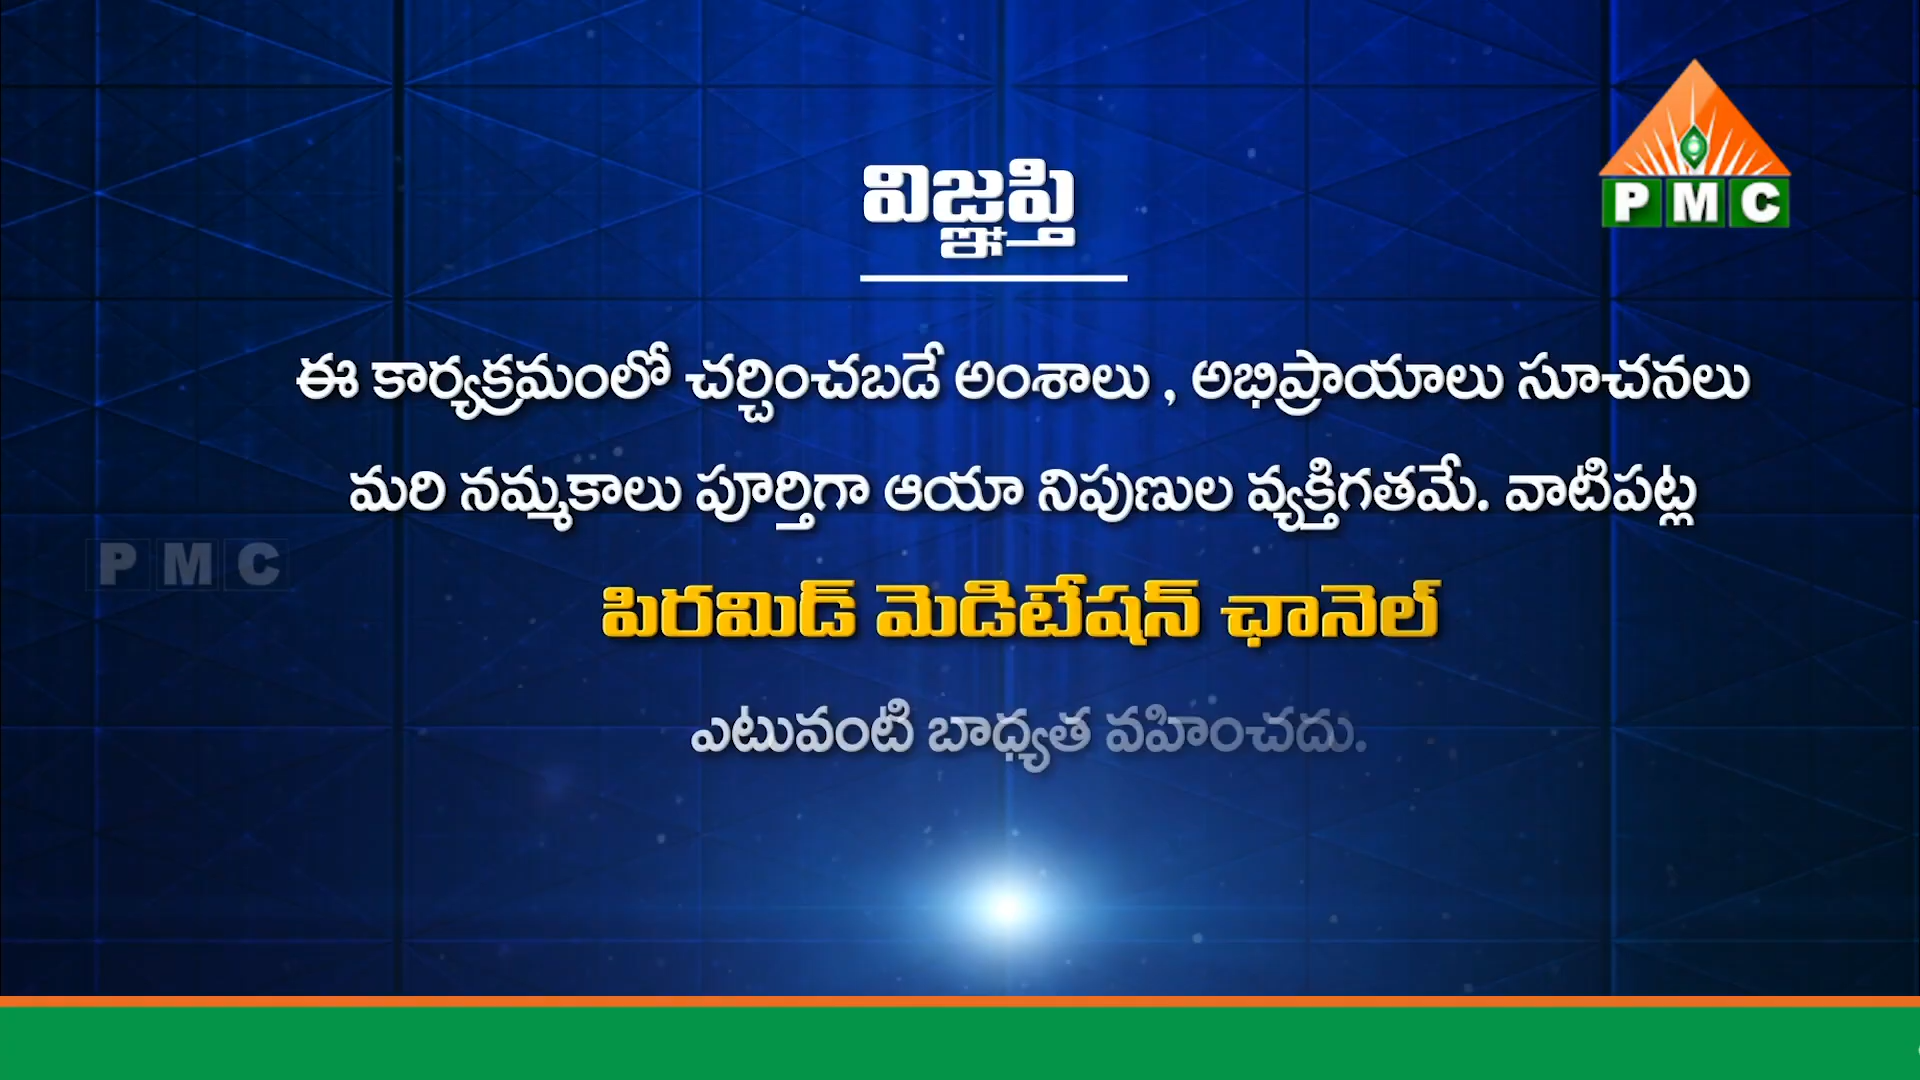 విజ్ఞప్తి
PMC
ఈ కార్యక్రమంలో చర్చించబడే అంశాలు , అభిప్రాయాలు సూచనలు
మరి నమ్మకాలు పూర్తిగా ఆయా నిపుణుల వ్యక్తిగతమే. వాటిపట్ల
PMC
పిరమిడ్ మెడిటేషన్ ఛానెల్
ఎటువంటి బాధ్యత వహించదు.